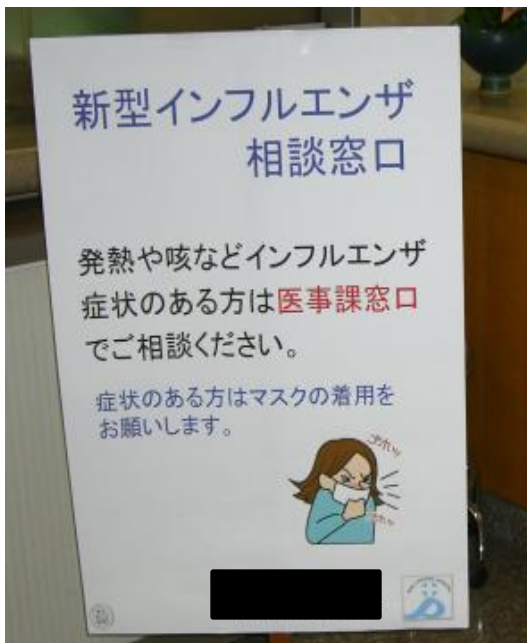 新型インフルエンザ
相談窓口
発熱や咳などインフルエンザ
症状のある方は医事課窓口
でご相談ください。
症状のある方はマスクの着用を
お願いします。